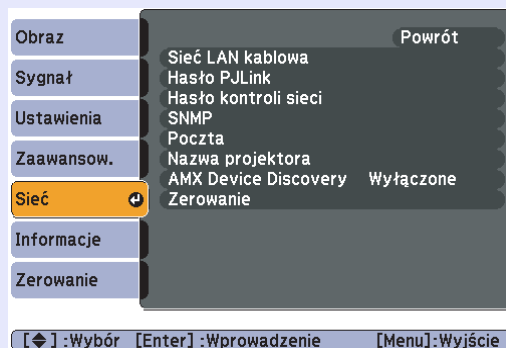 Obraz
Sygnał
Ustawienia
Zaawansow.
Sieć
Informacje
Zerowanie
Powrót
Sieć LAN kablowa
Hasło PJLink
Hasło kontroli sieci
SNMP
Poczta
Nazwa projektora
AMX Device Discovery Wyłączone
Zerowanie
[◆] :Wybór [Enter] :Wprowadzenie [Menu]:Wyjście